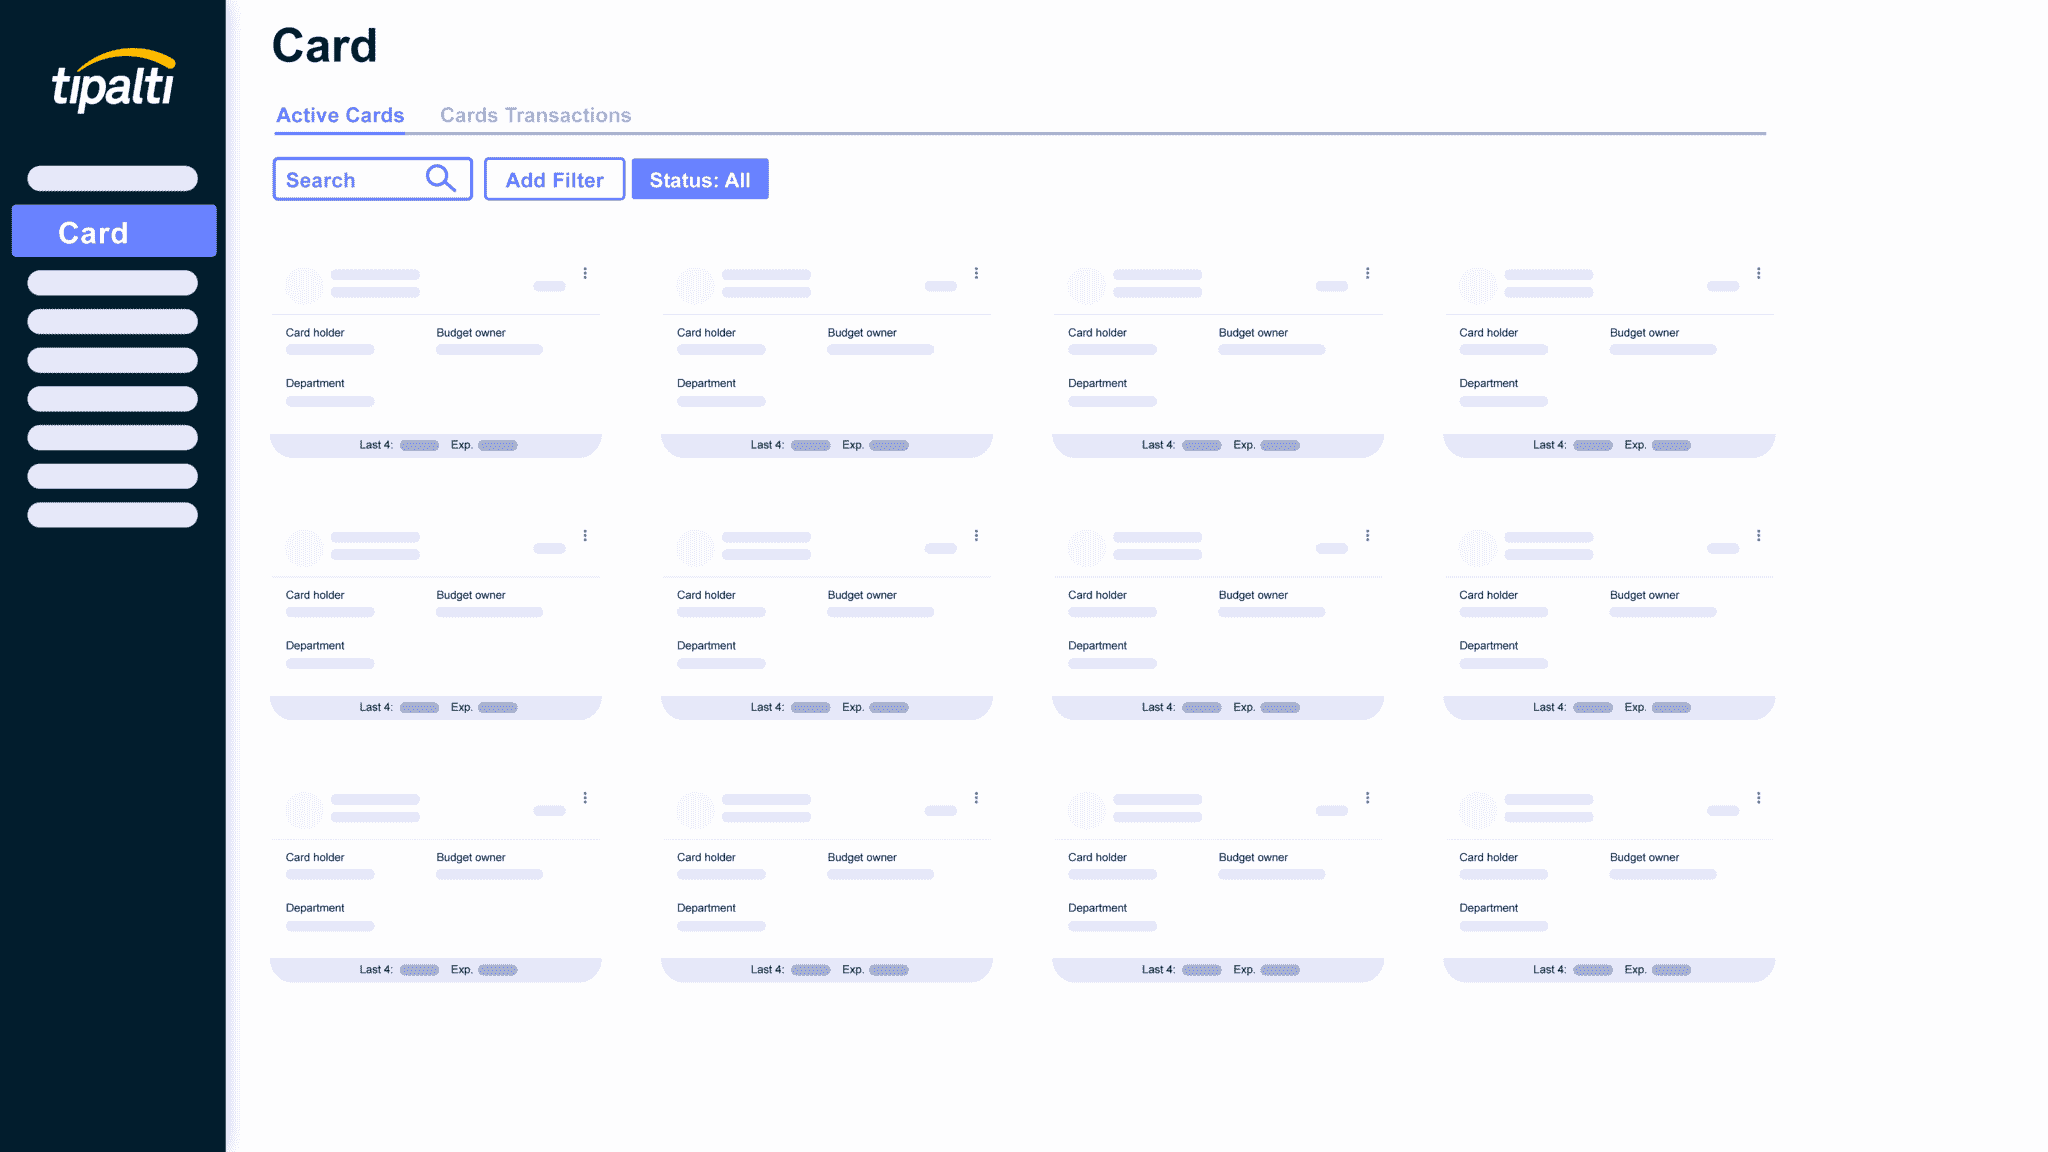 tipalti
Card
Card
Active Cards Cards Transactions
Search Add Filter Status: All
Card holder Budget owner Card holder Budget owner Card holder Budget owner Card holder Budget owner
Department Department Department Department
Last 4: Exp. Last 4: Exp. Last 4: Exp. Last 4: Exp.
Card holder Budget owner Card holder Budget owner Card holder Budget owner Card holder Budget owner
Department Department Department Department
Last 4: Exp. Last 4: Exp. Last 4: Exp. Last 4: Exp.
Card holder Budget owner Card holder Budget owner Card holder Budget owner Card holder Budget owner
Department Department Department Department
Last 4: Exp. Last 4: Exp. Last 4: Exp. Last 4: Exp.